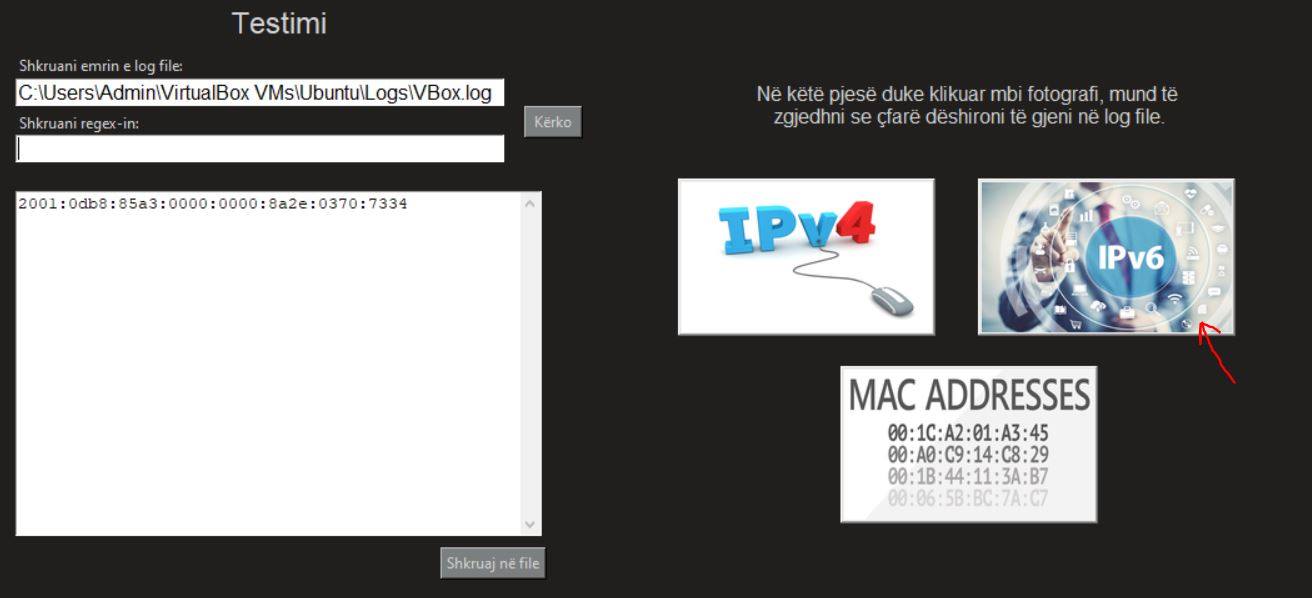 Testimi
Shkruani emrin e log file:
C:\Users\Admin\VirtualBox VMs\Ubuntu\Logs\VBox.log
Shkruani regex-in:
Kërko
2001:0db8:85a3:0000:0000:8a2e:0370:7334
Shkruaj në file
Në këtë pjesë duke klikuar mbi fotografi, mund të
zgjedhni se çfarë dëshironi të gjeni në log file.
IPv4
IPv6
MAC ADDRESSES
00:1C:A2:01:A3:45
00:A0:C9:14:C8:29
00:1B:44:11:3A:B7
00:06:5B:BC:7A:C7